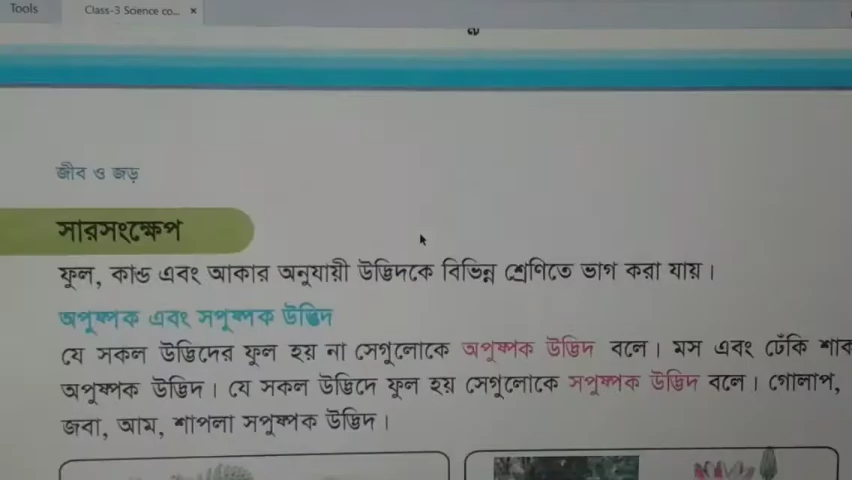 Tools Class-3 Science co... ×
৩৮
জীব ও জড়
সারসংক্ষেপ
ফুল, কান্ড এবং আকার অনুযায়ী উদ্ভিদকে বিভিন্ন শ্রেণিতে ভাগ করা যায়।
অপুষ্পক এবং সপুষ্পক উদ্ভিদ
যে সকল উদ্ভিদের ফুল হয় না সেগুলোকে অপুষ্পক উদ্ভিদ বলে। মস এবং ঢেঁকি শাক
অপুষ্পক উদ্ভিদ। যে সকল উদ্ভিদে ফুল হয় সেগুলোকে সপুষ্পক উদ্ভিদ বলে। গোলাপ,
জবা, আম, শাপলা সপুষ্পক উদ্ভিদ।